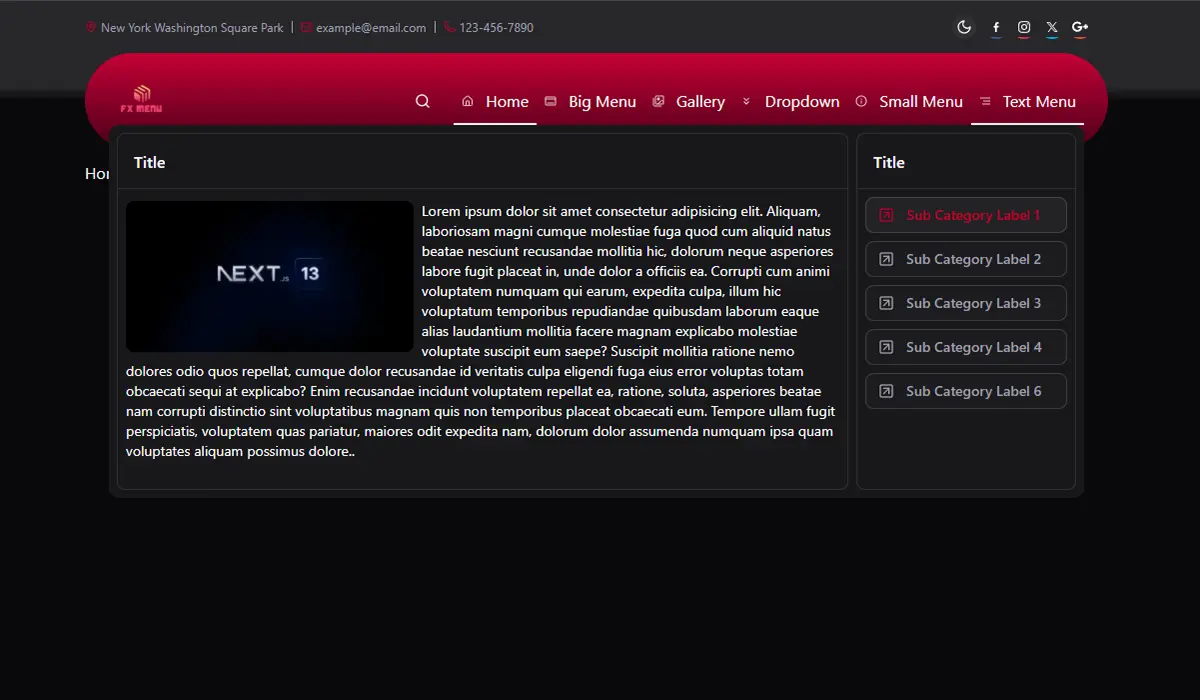 New York Washington Square Park | example@email.com | 123-456-7890
FX MENU
Home Big Menu Gallery Dropdown Small Menu Text Menu
Hor
Title
NEXT.JS 13
Lorem ipsum dolor sit amet consectetur adipisicing elit. Aliquam,
laboriosam magni cumque molestiae fuga quod cum aliquid natus
beatae nesciunt recusandae mollitia hic, dolorum neque asperiores
labore fugit placeat in, unde dolor a officiis ea. Corrupti cum animi
voluptatem numquam qui earum, expedita culpa, illum hic
voluptatum temporibus repudiandae quibusdam laborum eaque
alias laudantium mollitia facere magnam explicabo molestiae
voluptate suscipit eum saepe? Suscipit mollitia ratione nemo
dolores odio quos repellat, cumque dolor recusandae id veritatis culpa eligendi fuga eius error voluptas totam
obcaecati sequi at explicabo? Enim recusandae incidunt voluptatem repellat ea, ratione, soluta, asperiores beatae
nam corrupti distinctio sint voluptatibus magnam quis non temporibus placeat obcaecati eum. Tempore ullam fugit
perspiciatis, voluptatem quas pariatur, maiores odit expedita nam, dolorum dolor assumenda numquam ipsa quam
voluptates aliquam possimus dolore..
Title
Sub Category Label 1
Sub Category Label 2
Sub Category Label 3
Sub Category Label 4
Sub Category Label 6